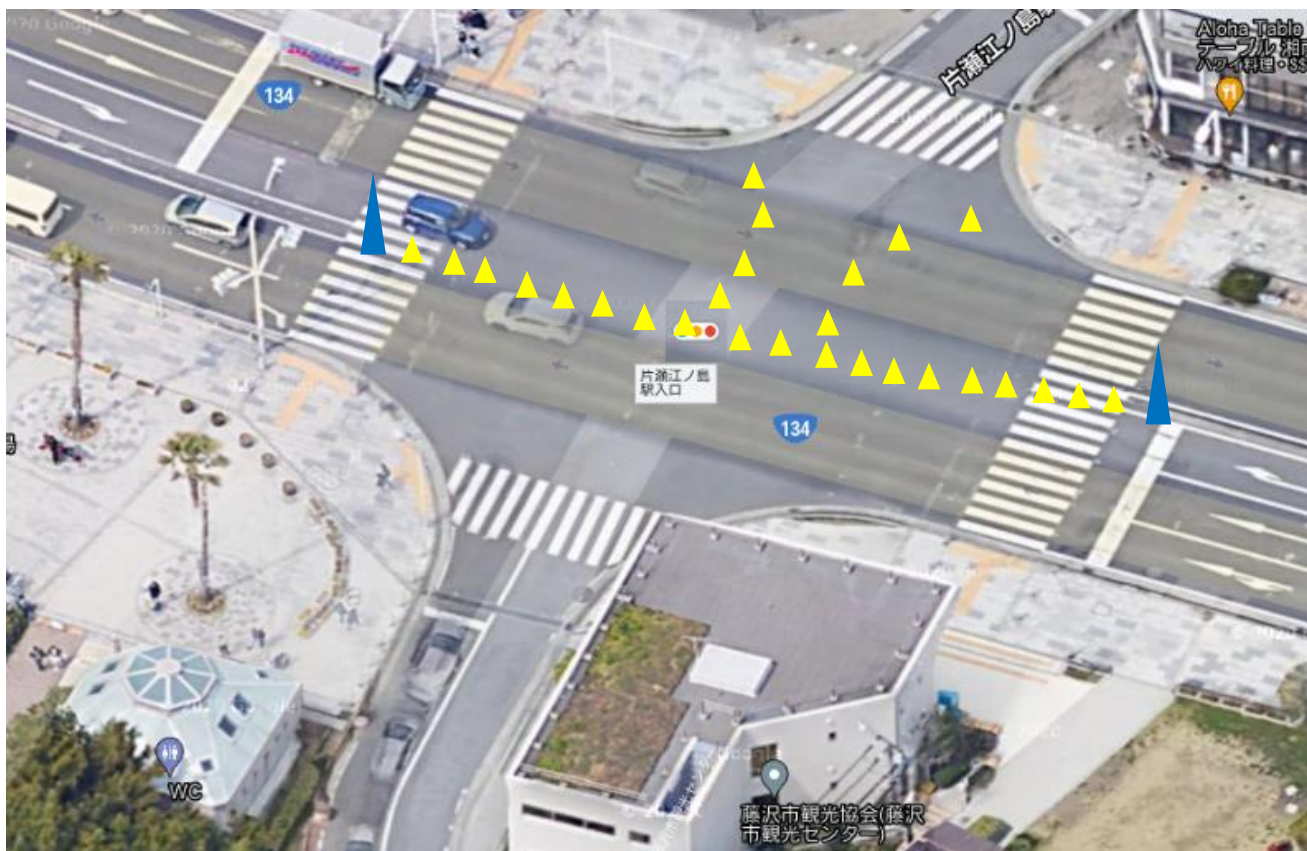 2020 Google
片瀬江ノ島
Aloha Table
テーブル
ハワイ料理・$$
134
片瀬江ノ島
駅入口
134
WC
藤沢市観光協会(藤沢
市観光センター)